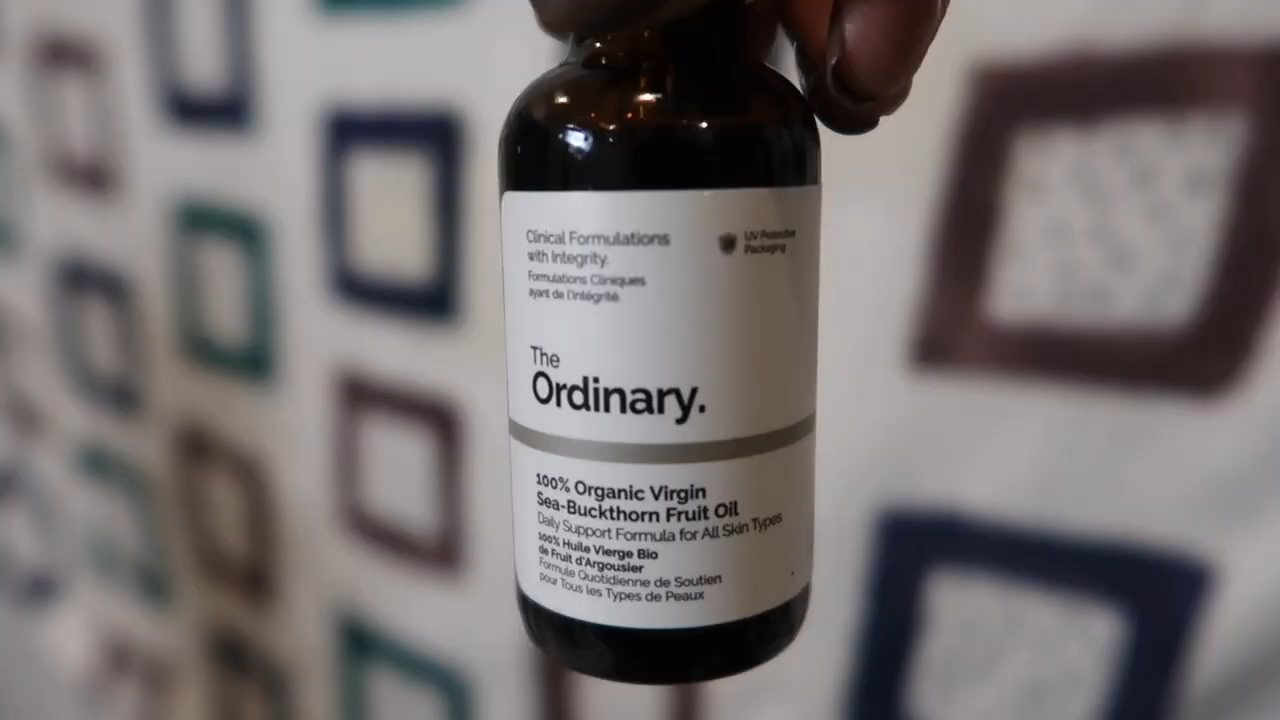 Clinical Formulations
with Integrity.
Formulations Cliniques
ayant de l'intégrité.
UV Protective
Packaging
The
Ordinary.
100% Organic Virgin
Sea-Buckthorn Fruit Oil
Daily Support Formula for All Skin Types
100% Huile Vierge Bio
de Fruit d'Argousier
Formule Quotidienne de Soutien
pour Tous les Types de Peaux